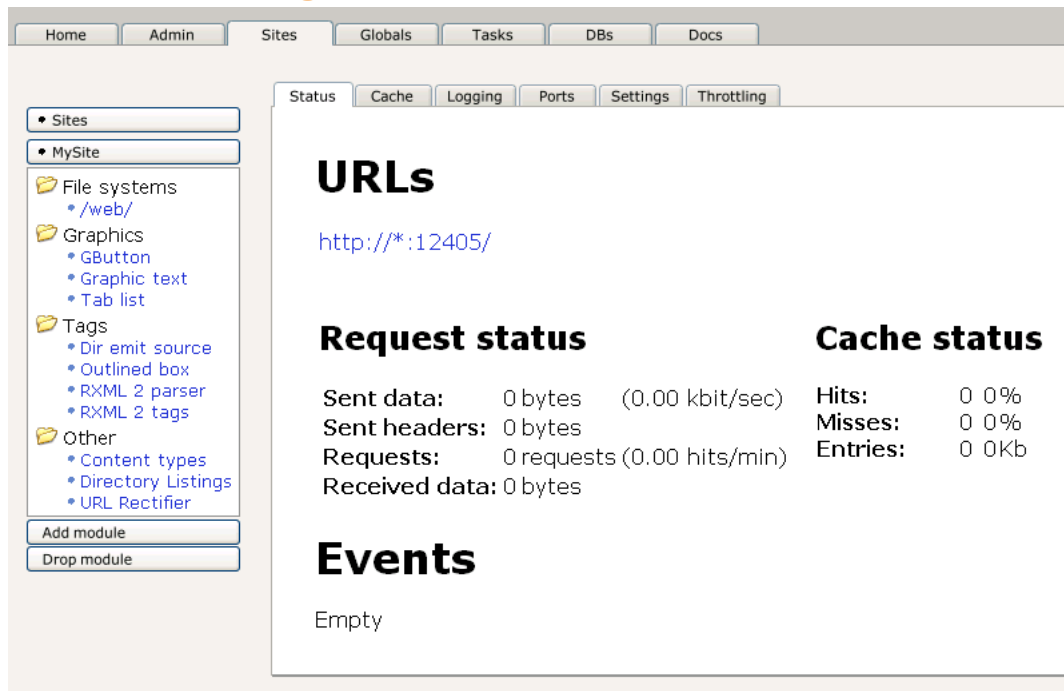 Home Admin Sites Globals Tasks DBs Docs
Status Cache Logging Ports Settings Throttling
• Sites
• MySite
File systems
• /web/
Graphics
• GButton
• Graphic text
• Tab list
Tags
• Dir emit source
• Outlined box
• RXML 2 parser
• RXML 2 tags
Other
• Content types
• Directory Listings
• URL Rectifier
Add module
Drop module
URLs
http://*:12405/
Request status
Sent data: 0 bytes (0.00 kbit/sec)
Sent headers: 0 bytes
Requests: 0 requests (0.00 hits/min)
Received data: 0 bytes
Cache status
Hits: 0 0%
Misses: 0 0%
Entries: 0 0Kb
Events
Empty